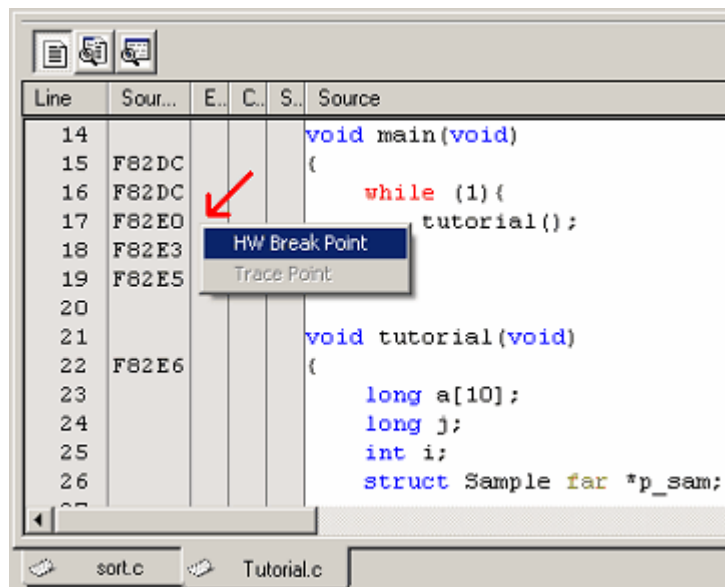 Line Sour... E.. C.. S.. Source
14 void main(void)
15 F82DC {
16 F82DC while (1){
17 F82E0 tutorial();
18 F82E3
19 F82E5
HW Break Point
Trace Point
20
21 void tutorial(void)
22 F82E6 {
23 long a[10];
24 long j;
25 int i;
26 struct Sample far *p_sam;
sort.c Tutorial.c